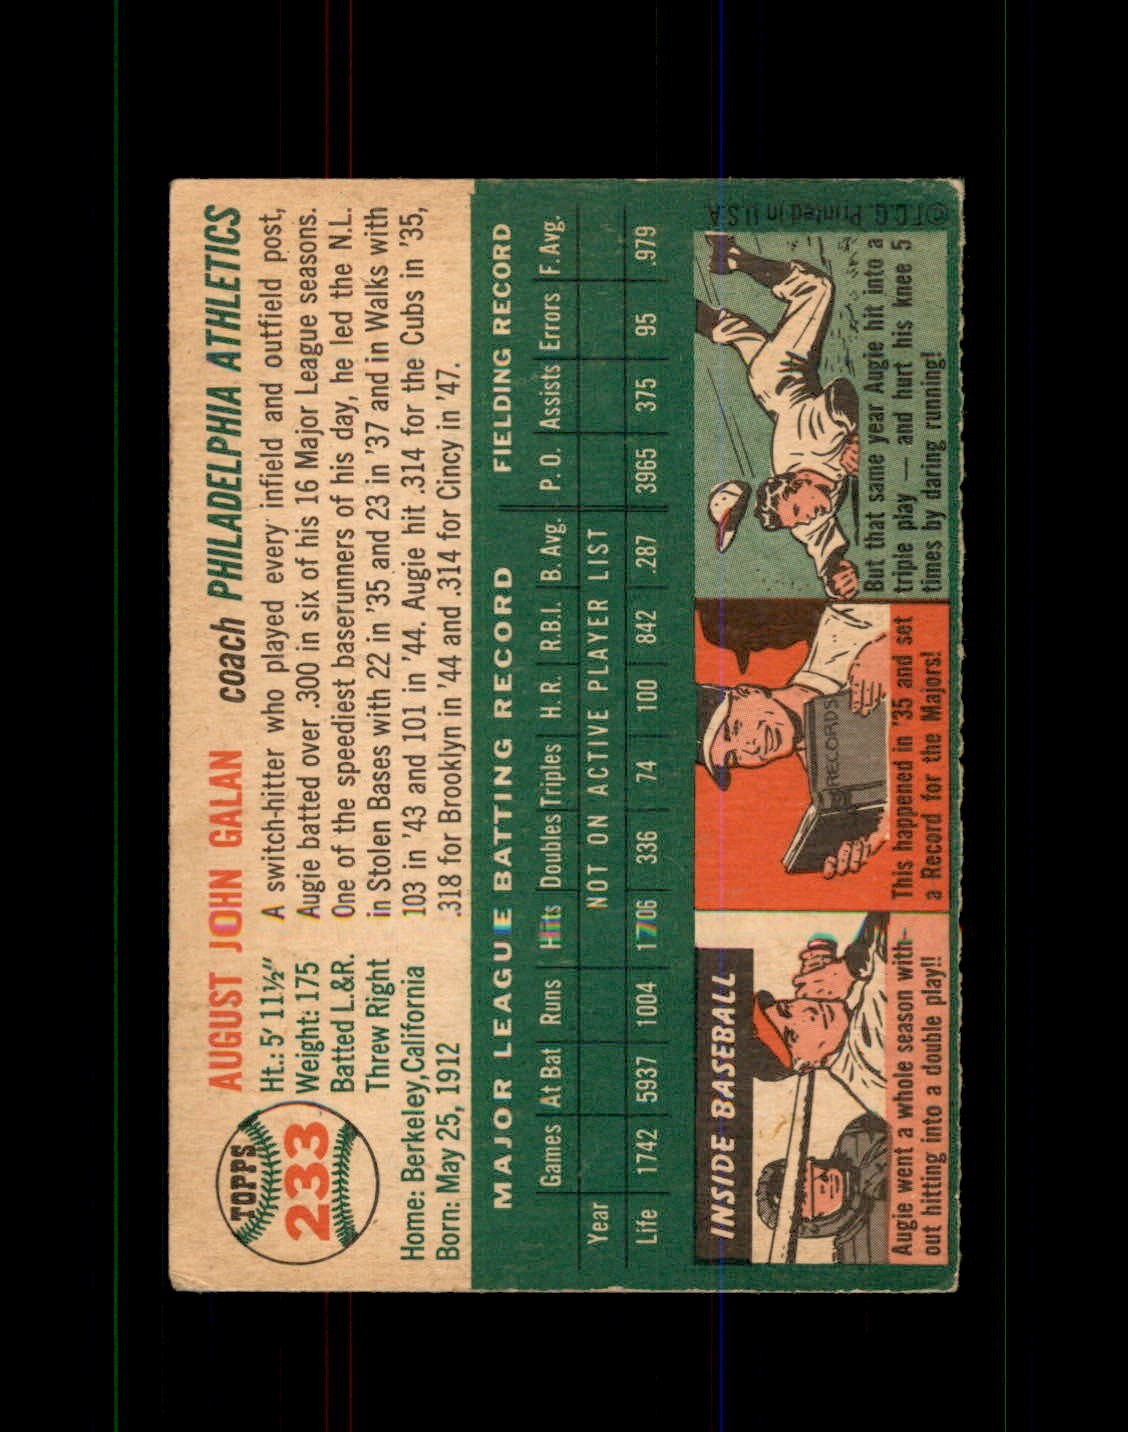 TOPPS
233
AUGUST JOHN GALAN
coach PHILADELPHIA ATHLETICS
Ht.: 5' 11½"
Weight: 175
Batted L.&R.
Threw Right
Home: Berkeley, California
Born: May 25, 1912
A switch-hitter who played every infield and outfield post,
Augie batted over .300 in six of his 16 Major League seasons.
One of the speediest baserunners of his day, he led the N.L.
in Stolen Bases with 22 in '35 and 23 in '37 and in Walks with
103 in '43 and 101 in '44. Augie hit .314 for the Cubs in '35,
.318 for Brooklyn in '44 and .314 for Cincy in '47.
MAJOR LEAGUE BATTING RECORD FIELDING RECORD
Games At Bat Runs Hits Doubles Triples H.R. R.B.I. B. Avg. P. O. Assists Errors F. Avg.
Year NOT ON ACTIVE PLAYER LIST
Life 1742 5937 1004 1706 336 74 100 842 .287 3965 375 95 .979
INSIDE BASEBALL
Augie went a whole season with-
out hitting into a double play!!
RECORDS
This happened in '35 and set
a Record for the Majors!
But that same year Augie hit into a
triple play — and hurt his knee 5
times by daring running!
©T.C.G. Printed in U.S.A